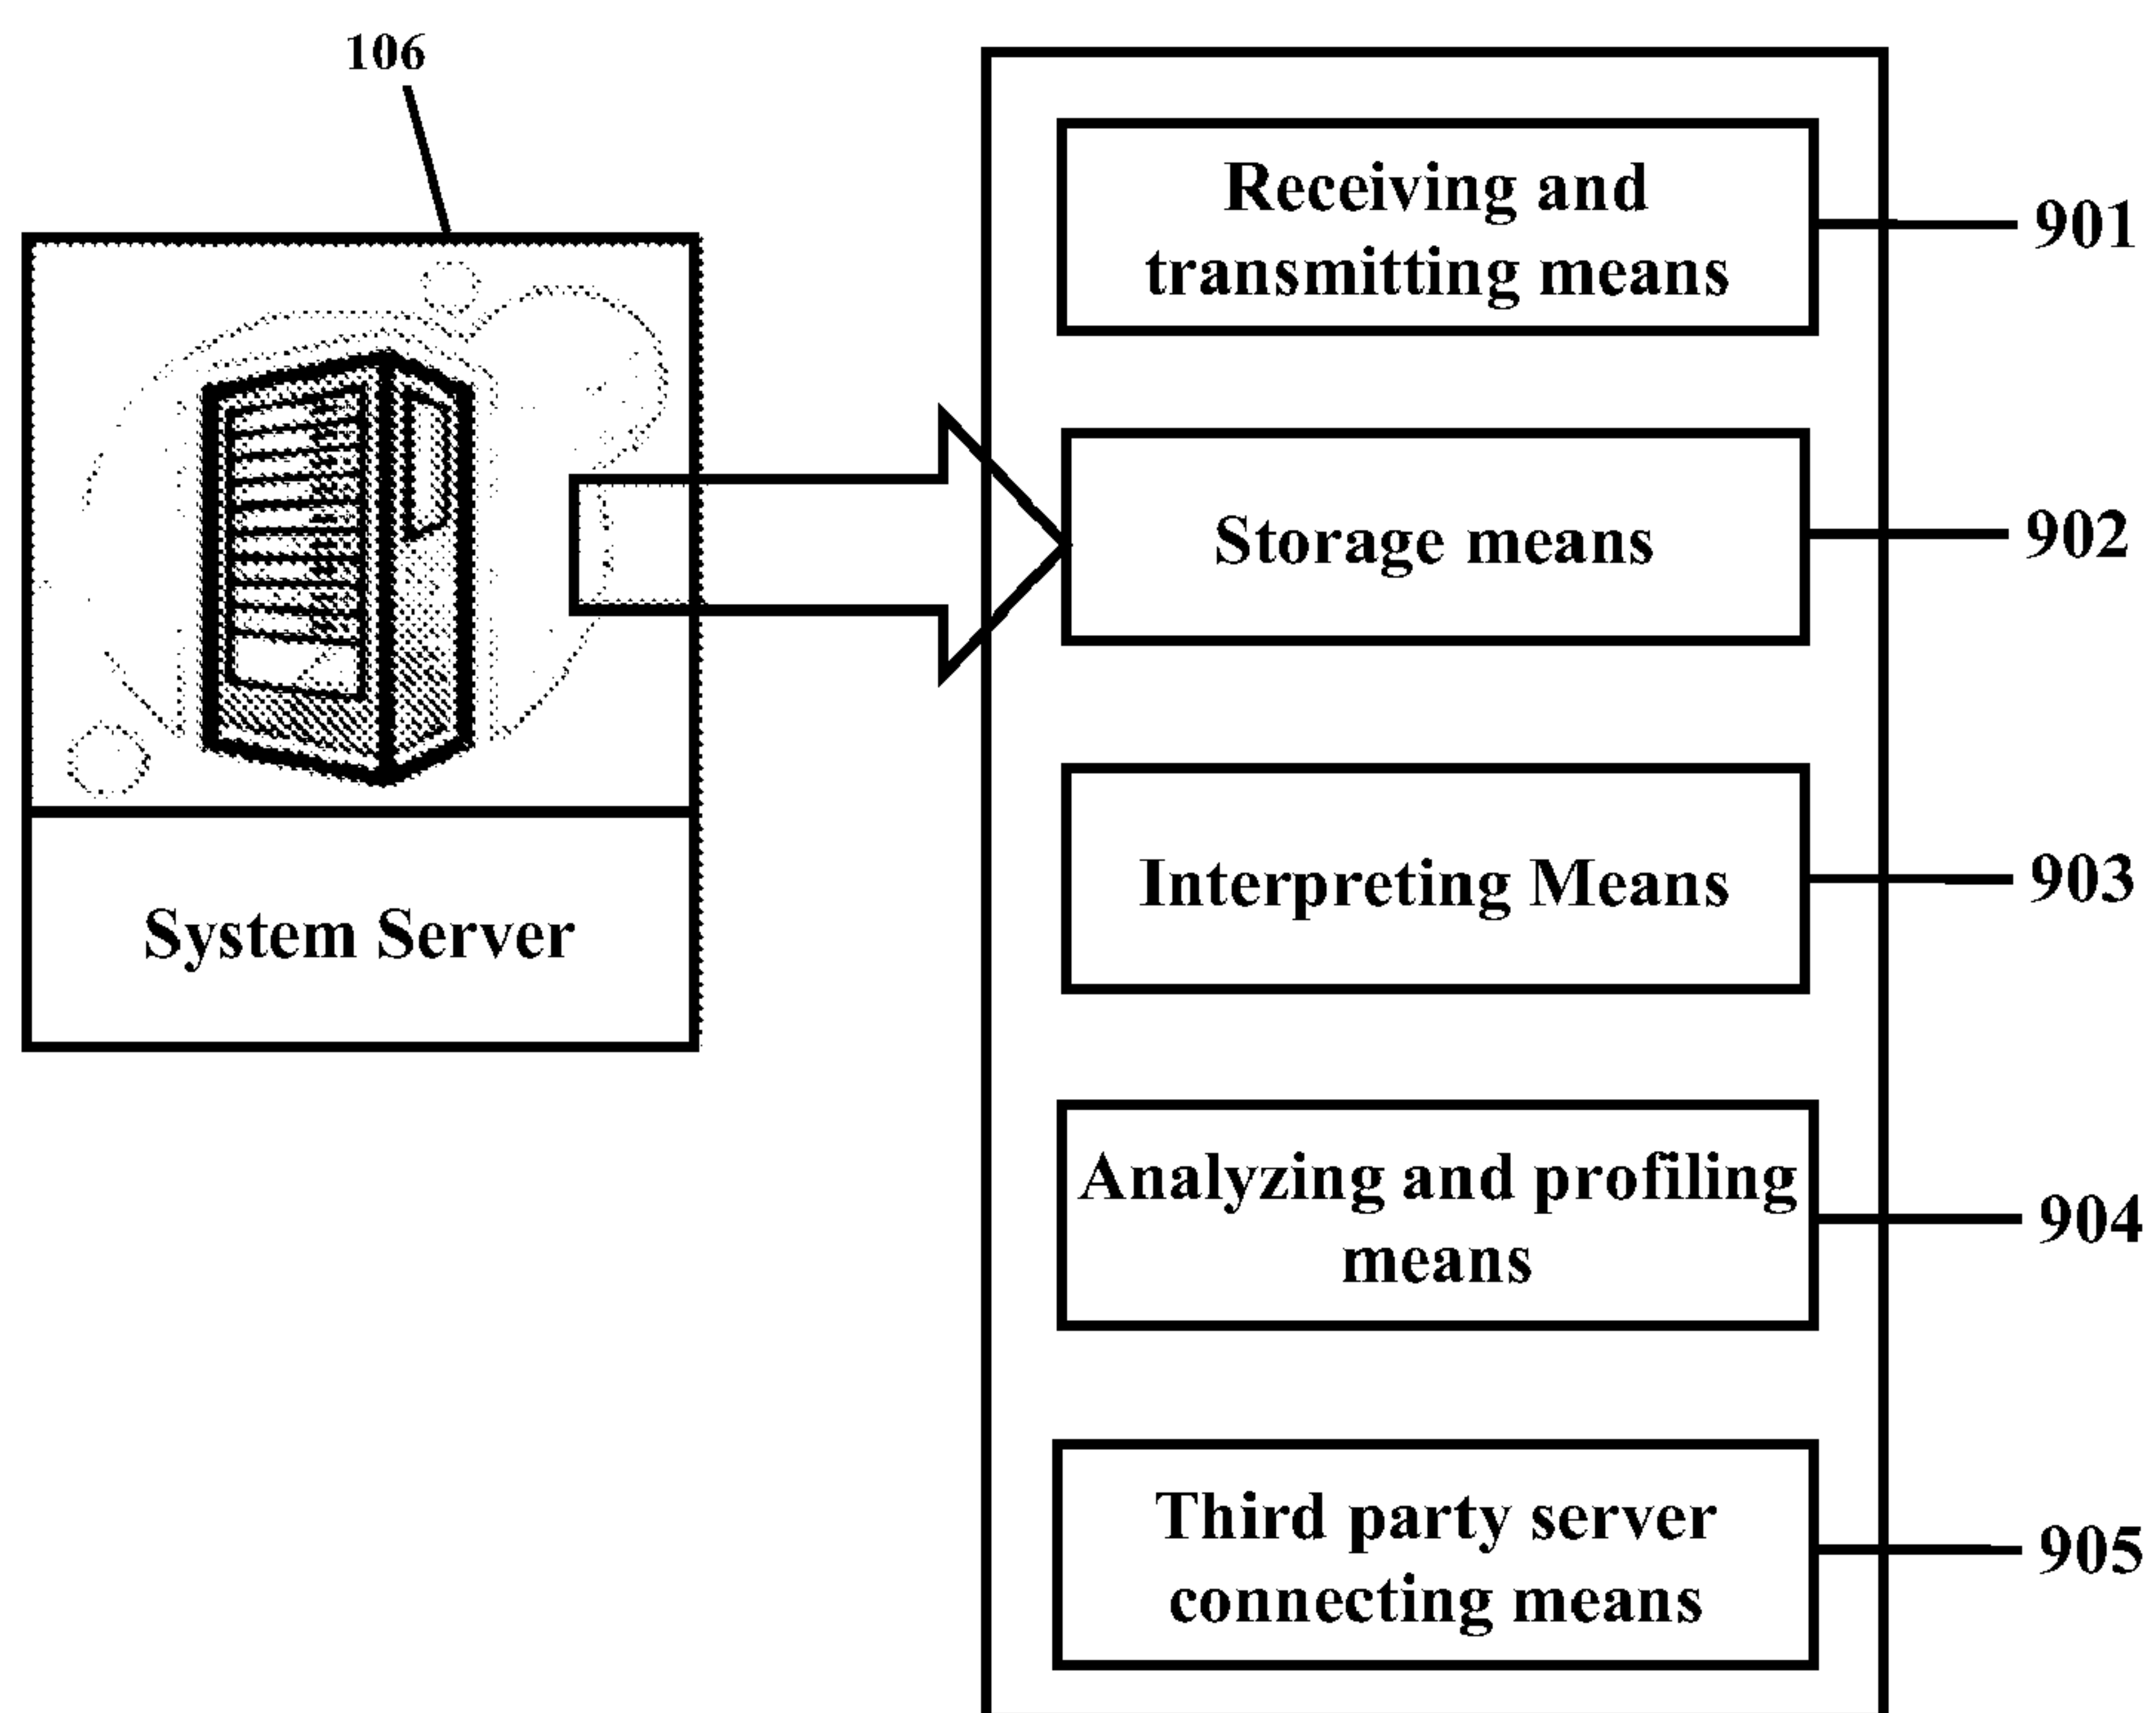 106
System Server
Receiving and
transmitting means
901
Storage means
902
Interpreting Means
903
Analyzing and profiling
means
904
Third party server
connecting means
905